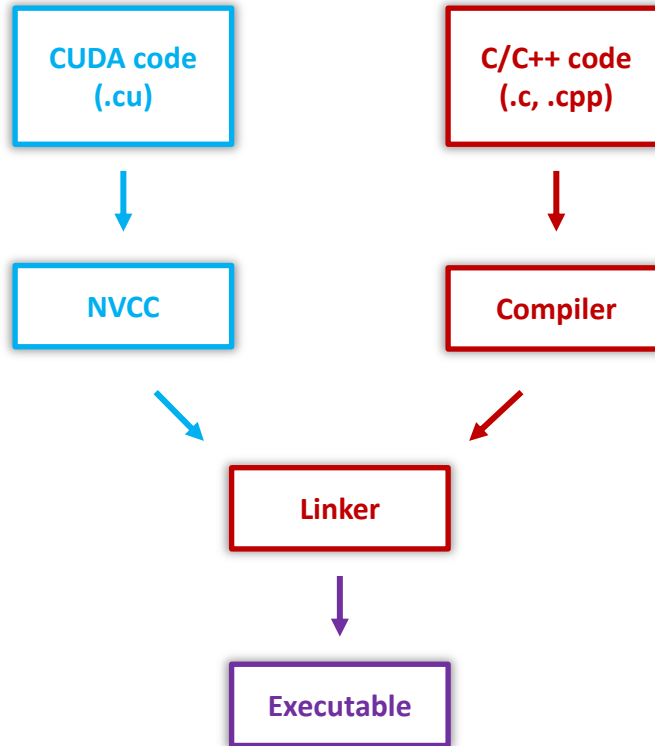 CUDA code
(.cu)
C/C++ code
(.c, .cpp)
NVCC
Compiler
Linker
Executable